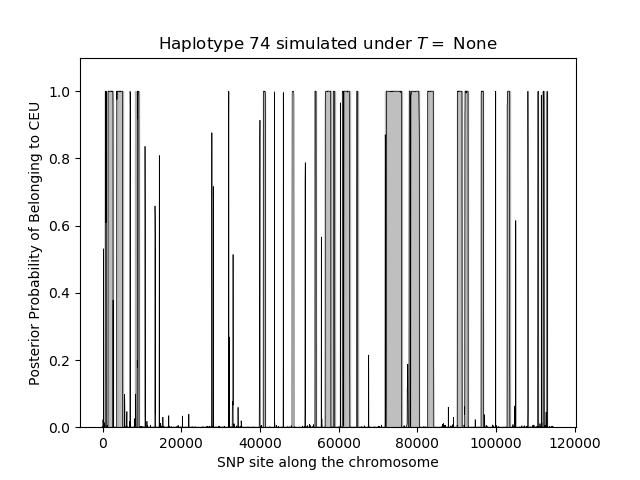 Haplotype 74 simulated under T = None
Posterior Probability of Belonging to CEU
1.0
0.8
0.6
0.4
0.2
0.0
0 20000 40000 60000 80000 100000 120000
SNP site along the chromosome